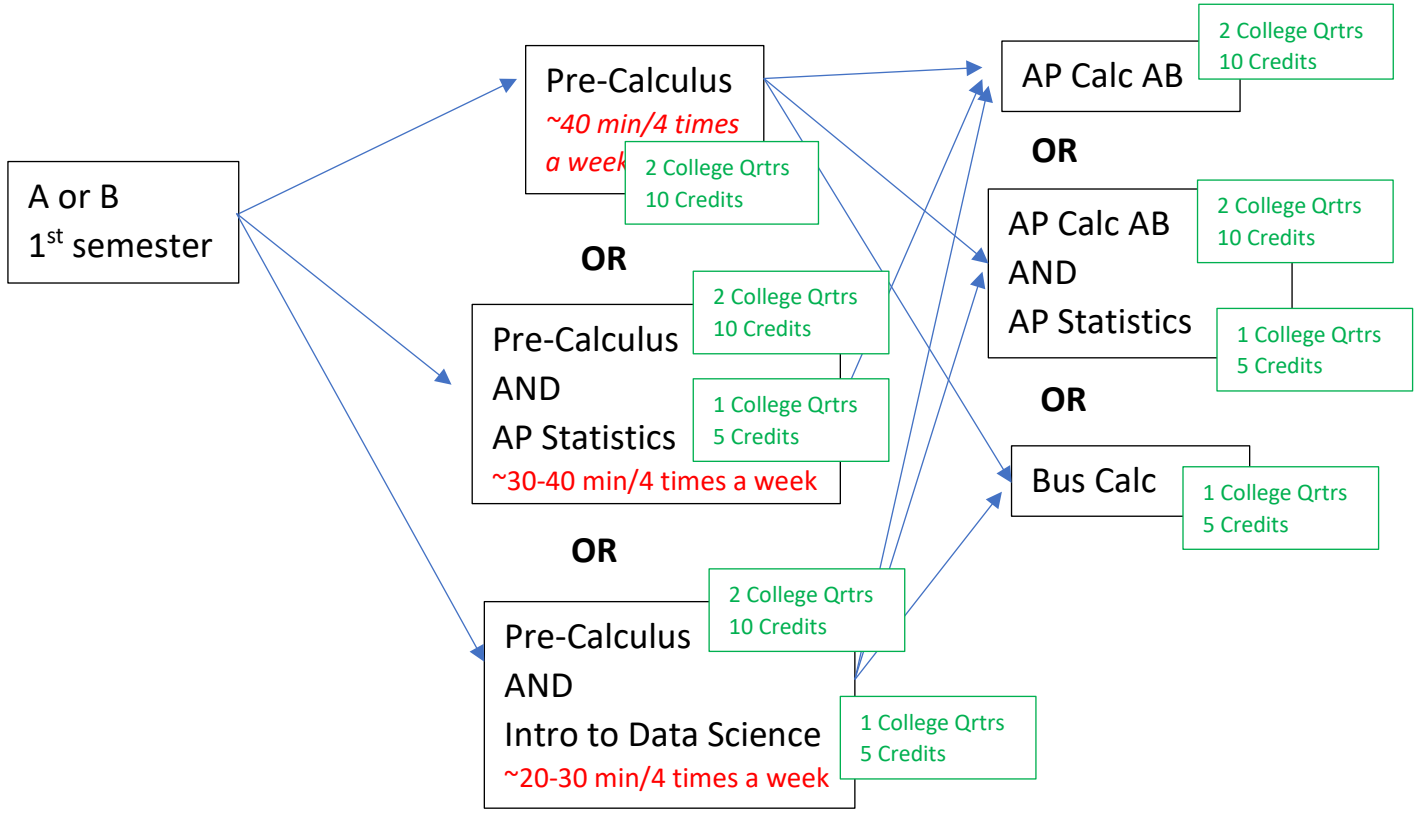 A or B
1st semester
Pre-Calculus
~40 min/4 times
a week
2 College Qrtrs
10 Credits
OR
Pre-Calculus
AND
AP Statistics
~30-40 min/4 times a week
2 College Qrtrs
10 Credits
1 College Qrtrs
5 Credits
OR
Pre-Calculus
AND
Intro to Data Science
~20-30 min/4 times a week
2 College Qrtrs
10 Credits
1 College Qrtrs
5 Credits
AP Calc AB
2 College Qrtrs
10 Credits
OR
AP Calc AB
AND
AP Statistics
2 College Qrtrs
10 Credits
1 College Qrtrs
5 Credits
OR
Bus Calc
1 College Qrtrs
5 Credits